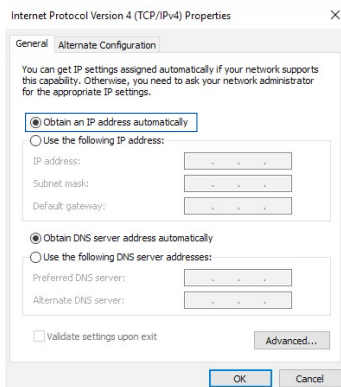 Internet Protocol Version 4 (TCP/IPv4) Properties
General
Alternate Configuration
You can get IP settings assigned automatically if your network supports
this capability. Otherwise, you need to ask your network administrator
for the appropriate IP settings.
Obtain an IP address automatically
Use the following IP address:
IP address:
Subnet mask:
Default gateway:
Obtain DNS server address automatically
Use the following DNS server addresses:
Preferred DNS server:
Alternate DNS server:
Validate settings upon exit
Advanced...
OK
Cancel